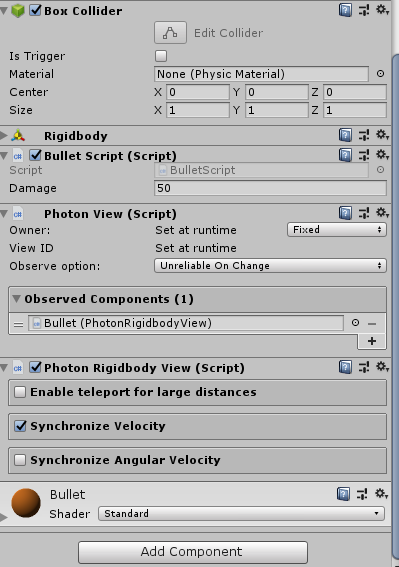 Box Collider
Edit Collider
Is Trigger
Material None (Physic Material)
Center X 0 Y 0 Z 0
Size X 1 Y 1 Z 1
Rigidbody
c# Bullet Script (Script)
Script BulletScript
Damage 50
c# Photon View (Script)
Owner: Set at runtime Fixed
View ID Set at runtime
Observe option: Unreliable On Change
Observed Components (1)
Bullet (PhotonRigidbodyView)
c# Photon Rigidbody View (Script)
Enable teleport for large distances
Synchronize Velocity
Synchronize Angular Velocity
Bullet
Shader Standard
Add Component